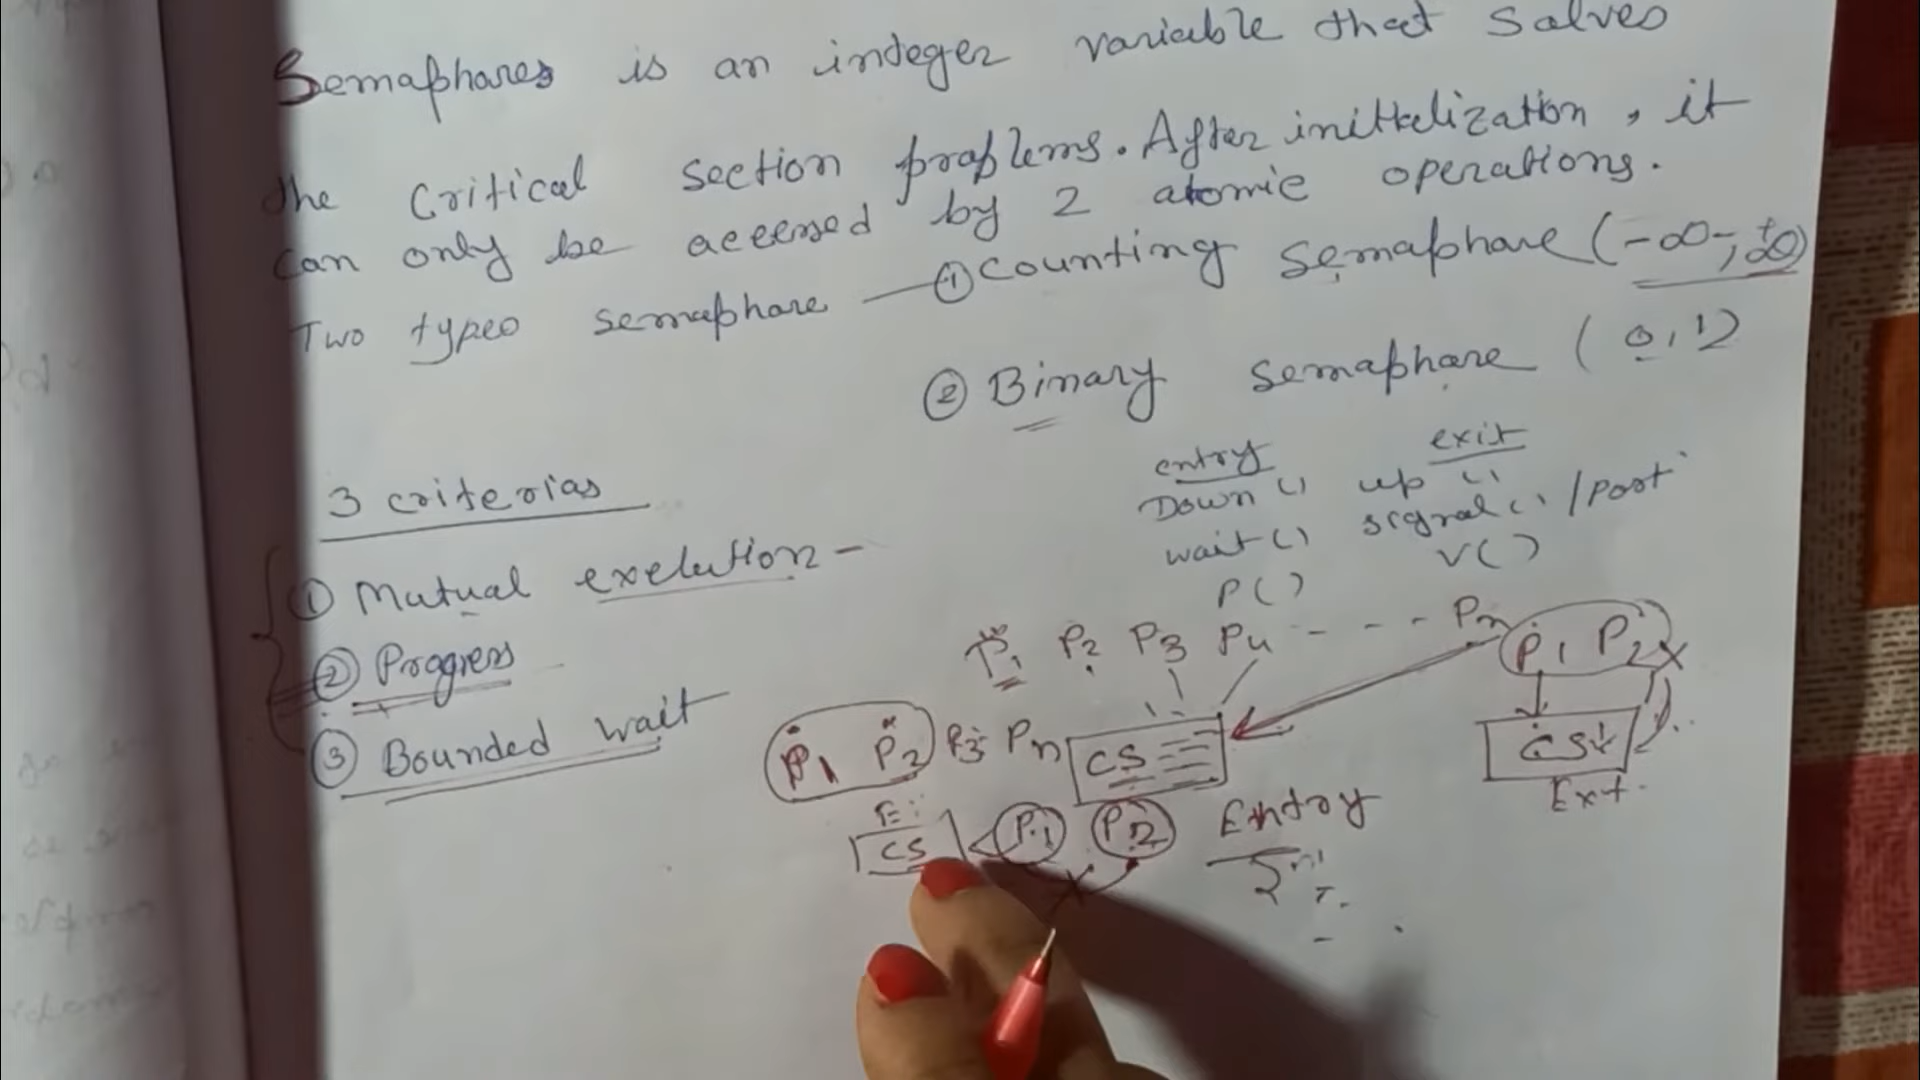 Semaphores is an integer variable that solves
the critical section problems. After initialization, it
can only be accessed by 2 atomic operations.
Two types semaphore — ① Counting Semaphore (-∞, +∞)
② Binary Semaphore (0, 1)
entry exit
Down () up ()
wait () signal () / Post
P() V()
3 criterias
① Mutual exclution -
② Progress
③ Bounded wait
P1 P2 P3 P4 - - - - Pn
P1 P2 X
P1 P2 P3 Pn
CS
CS
Ext.
CS P1 P2
Entry